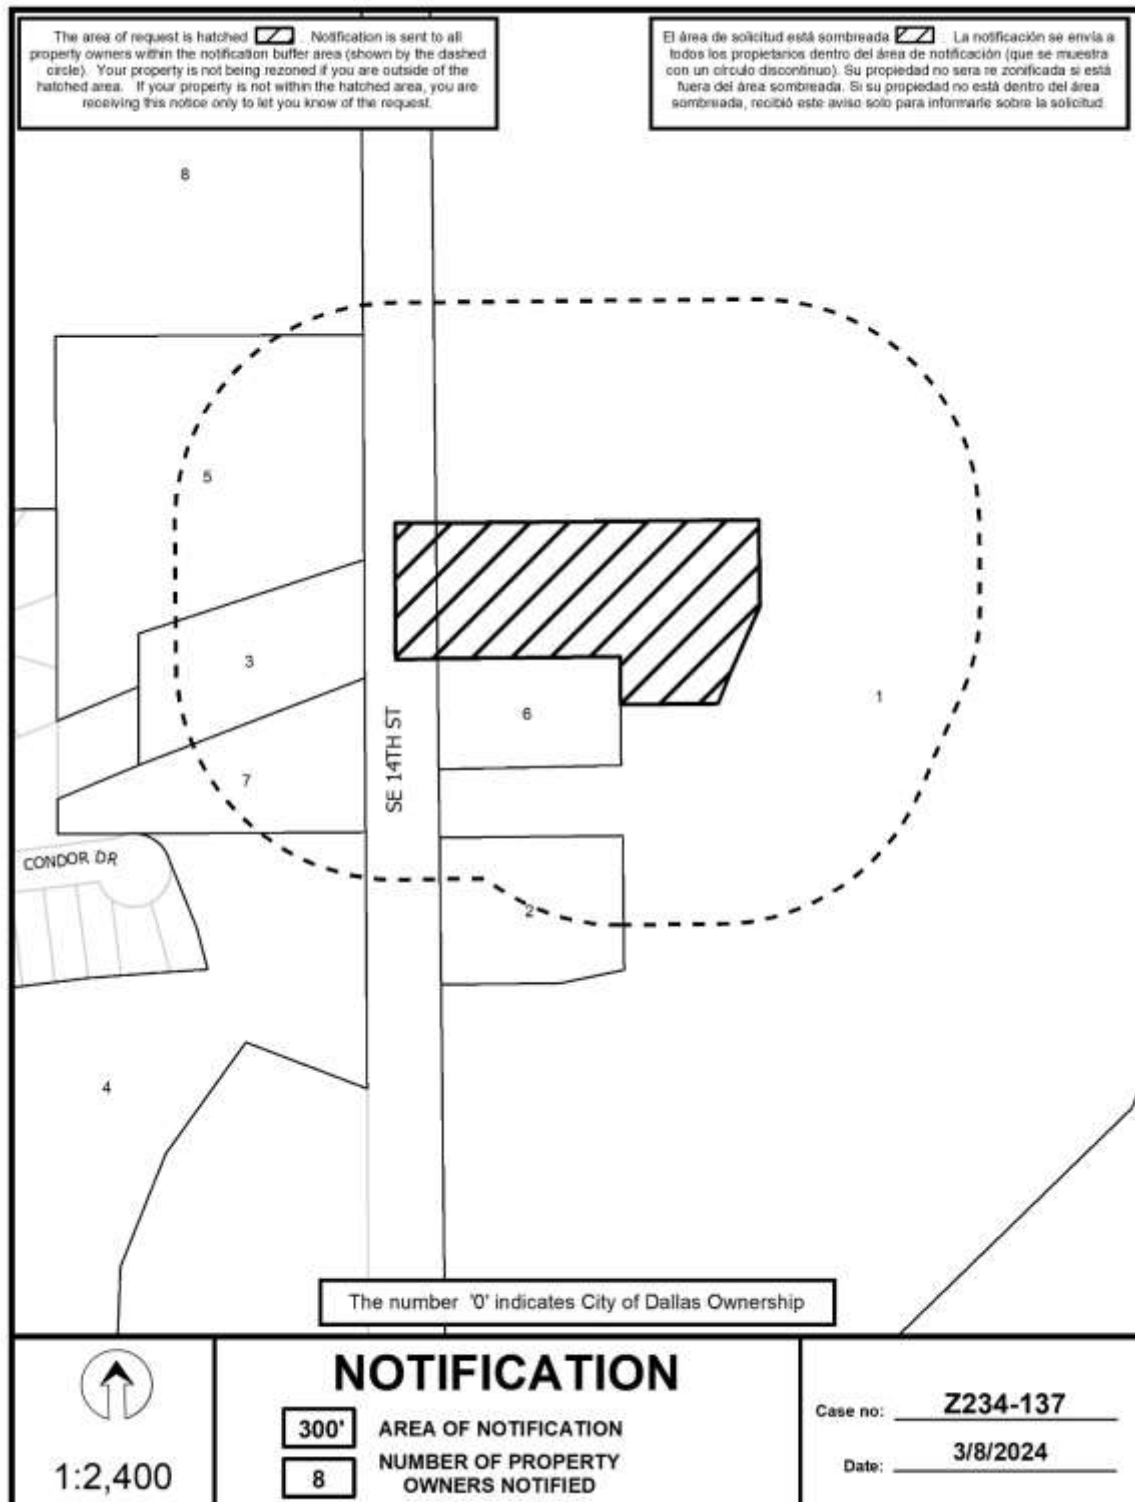 The area of request is hatched . Notification is sent to all
property owners within the notification buffer area (shown by the dashed
circle). Your property is not being rezoned if you are outside of the
hatched area. If your property is not within the hatched area, you are
receiving this notice only to let you know of the request.
El área de solicitud está sombreada . La notificación se envía a
todos los propietarios dentro del área de notificación (que se muestra
con un círculo discontinuo). Su propiedad no sera re zonificada si está
fuera del área sombreada. Si su propiedad no está dentro del área
sombreada, recibió este aviso solo para informarle sobre la solicitud.
8
5
3
1
6
SE 14TH ST
7
CONDOR DR
2
4
The number '0' indicates City of Dallas Ownership
1:2,400
NOTIFICATION
300' AREA OF NOTIFICATION
8 NUMBER OF PROPERTY
OWNERS NOTIFIED
Case no: Z234-137
Date: 3/8/2024